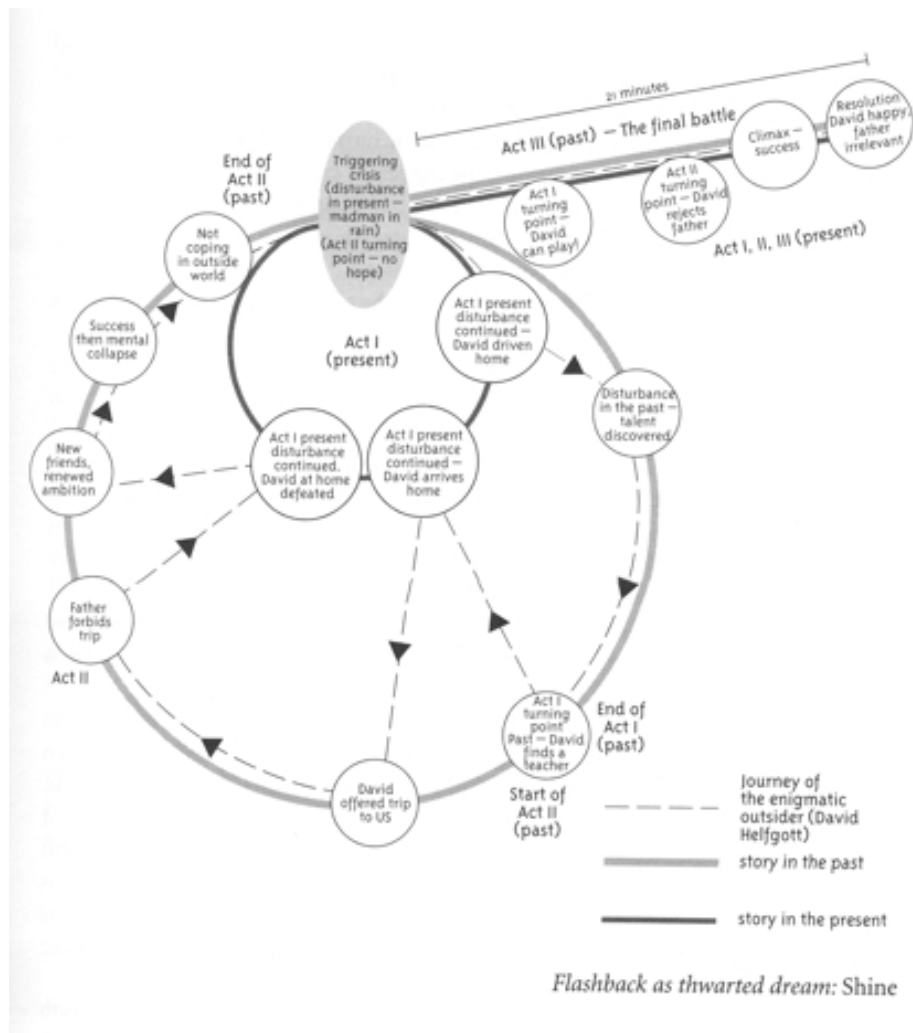 21 minutes
Act III (past) – The final battle
Resolution
David happy,
father
irrelevant
Climax –
success
Act II
turning
point – David
rejects
father
Act I
turning
point –
David
can play!
Act I, II, III (present)
End of
Act II
(past)
Triggering
crisis
(disturbance
in present –
madman in
rain)
(Act II turning
point – no
hope)
Not
coping
in outside
world
Success
then mental
collapse
Act I
(present)
Act I present
disturbance
continued –
David driven
home
Disturbance
in the past –
talent
discovered
New
friends,
renewed
ambition
Act I present
disturbance
continued.
David at home
defeated
Act I present
disturbance
continued –
David arrives
home
Father
forbids
trip
Act II
Act I
turning
point
Past – David
finds a
teacher
End of
Act I
(past)
Start of
Act II
(past)
David
offered trip
to US
Journey of
the enigmatic
outsider (David
Helfgott)
story in the past
story in the present
Flashback as thwarted dream: Shine